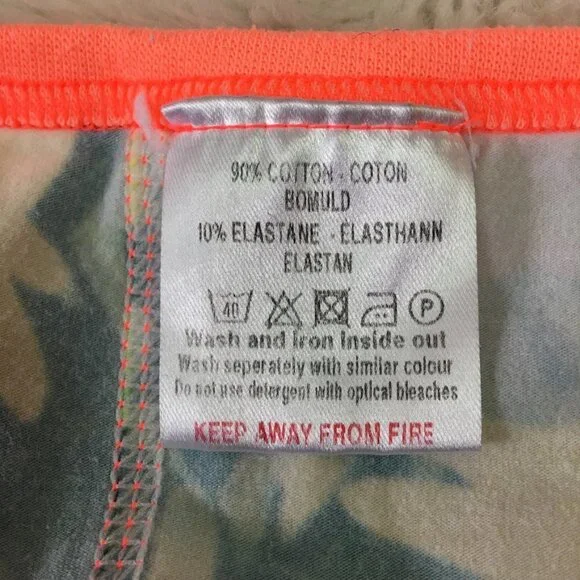 90% COTTON - COTON
BOMULD
10% ELASTANE - ÉLASTHANN
ELASTAN
40 P
Wash and iron inside out
Wash seperately with similar colour
Do not use detergent with optical bleaches
KEEP AWAY FROM FIRE